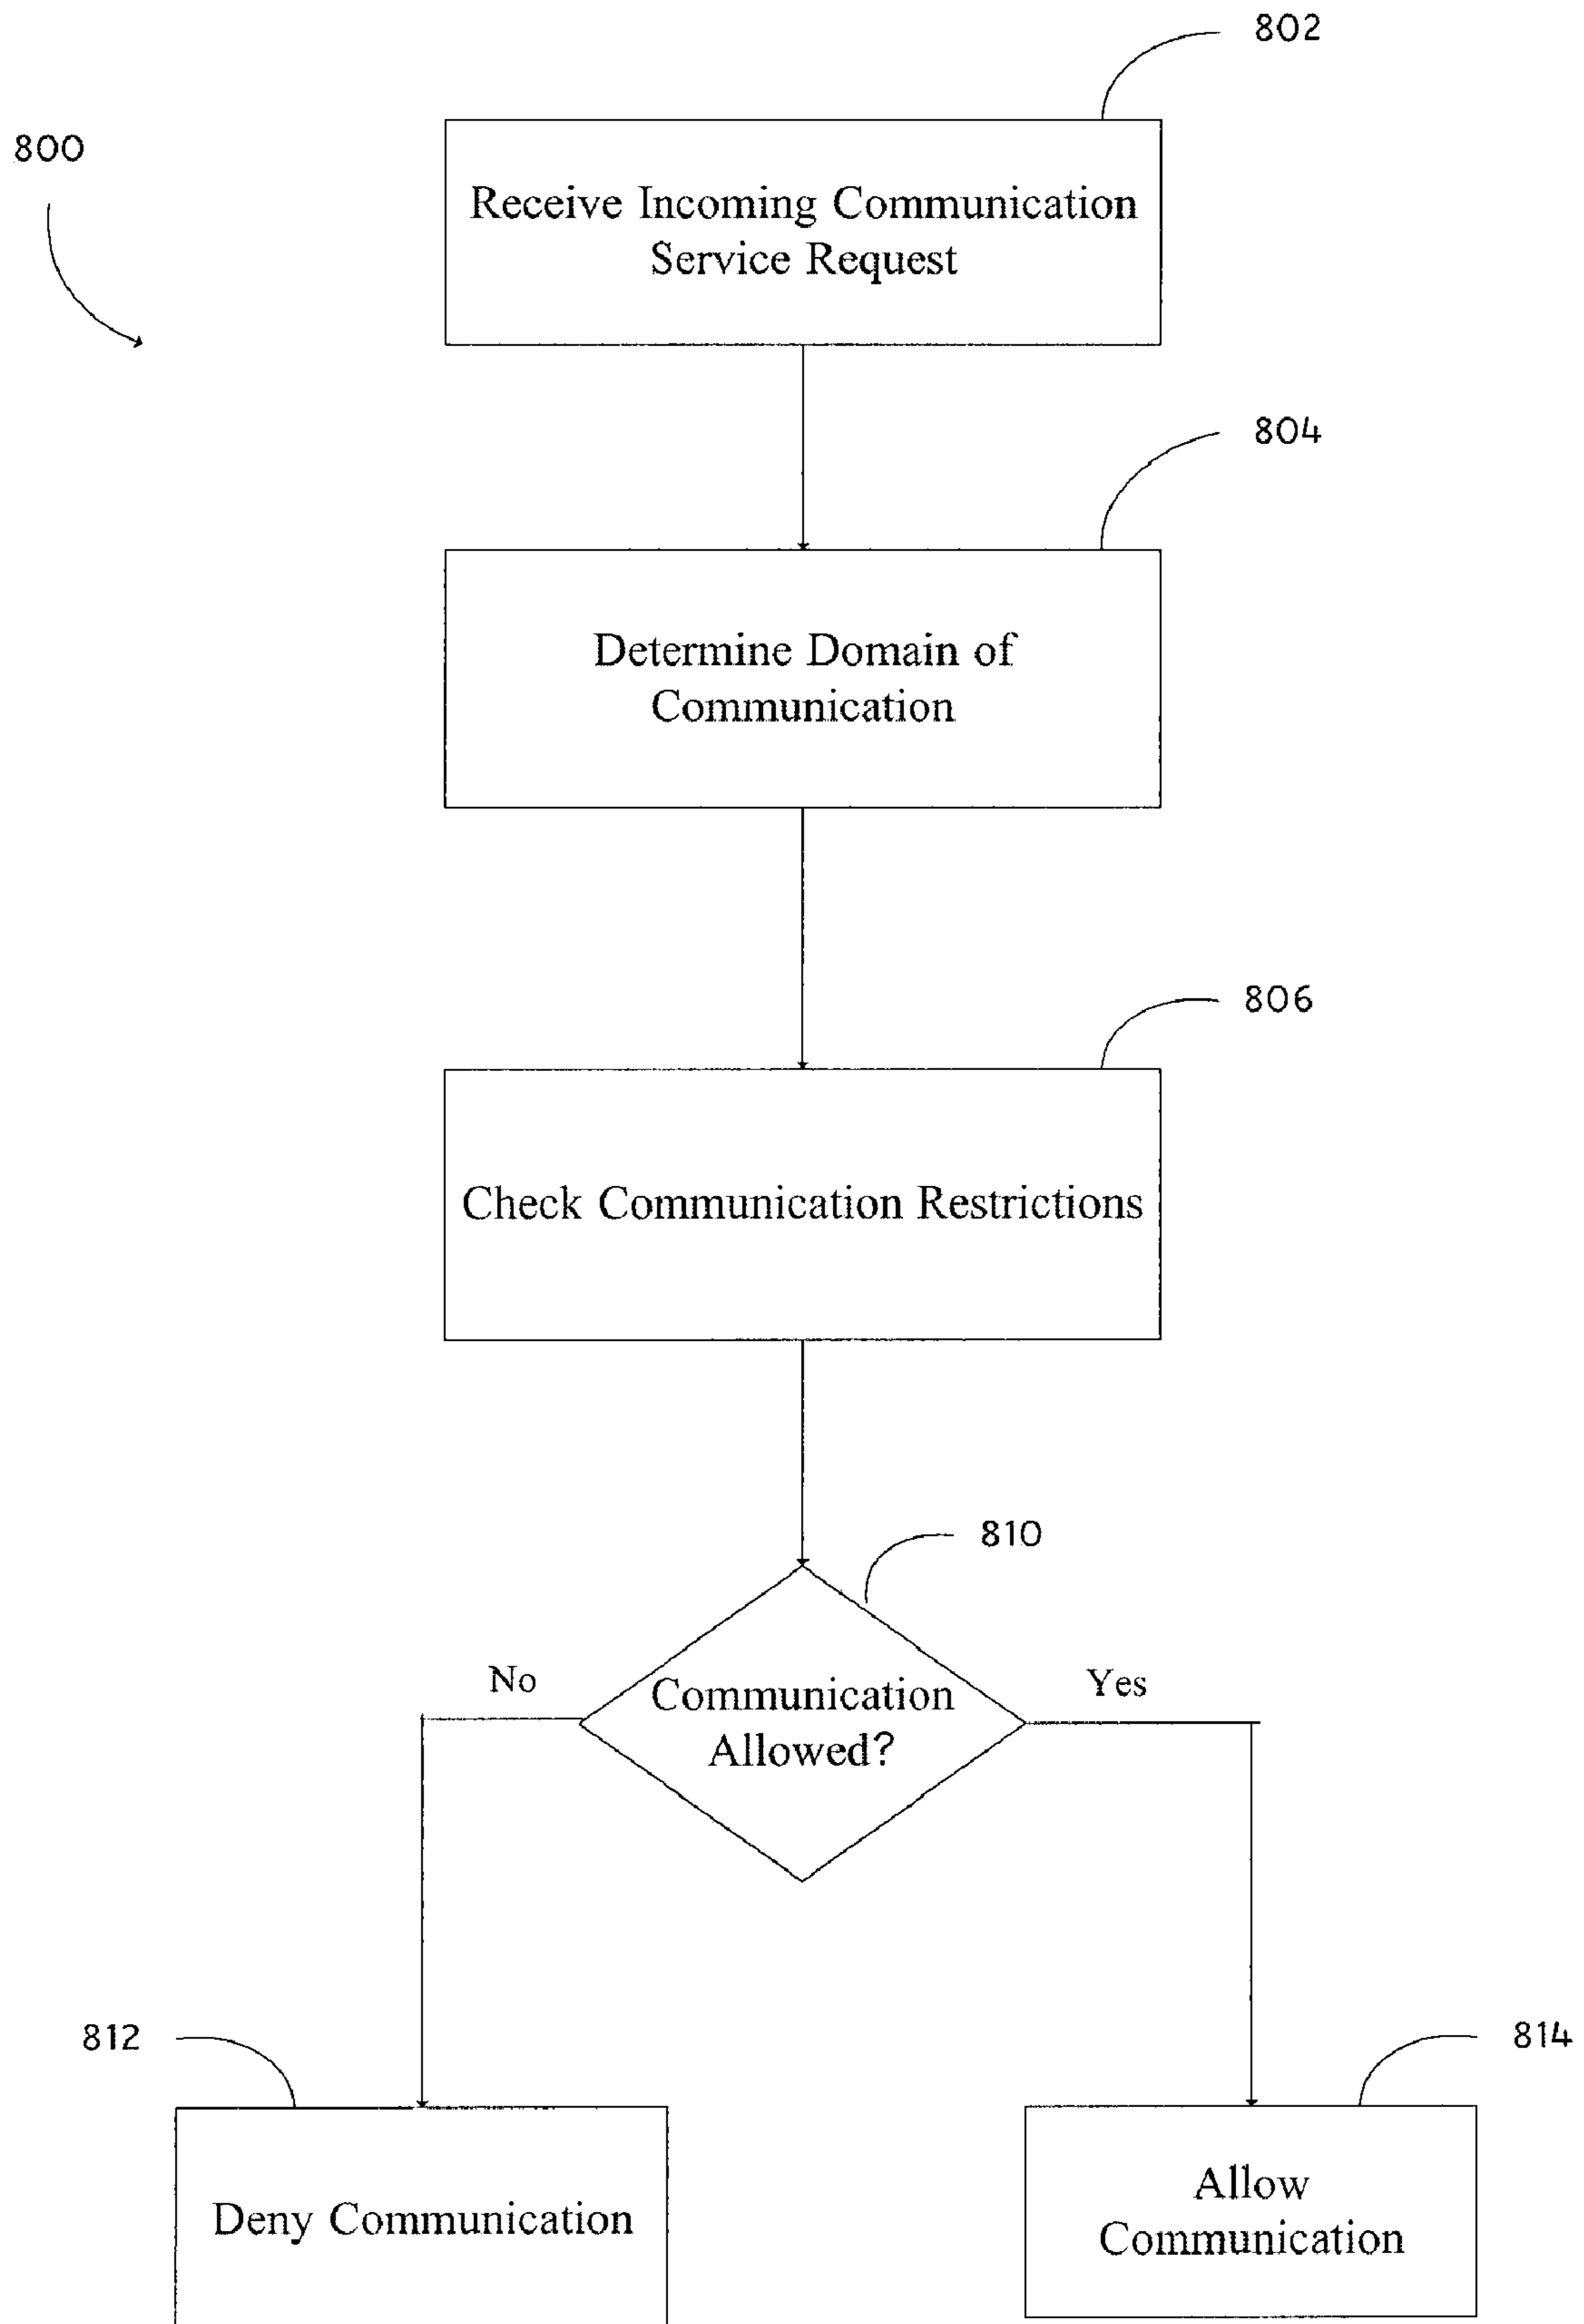 802
800
Receive Incoming Communication
Service Request
804
Determine Domain of
Communication
806
Check Communication Restrictions
810
No
Yes
Communication
Allowed?
812
814
Deny Communication
Allow
Communication